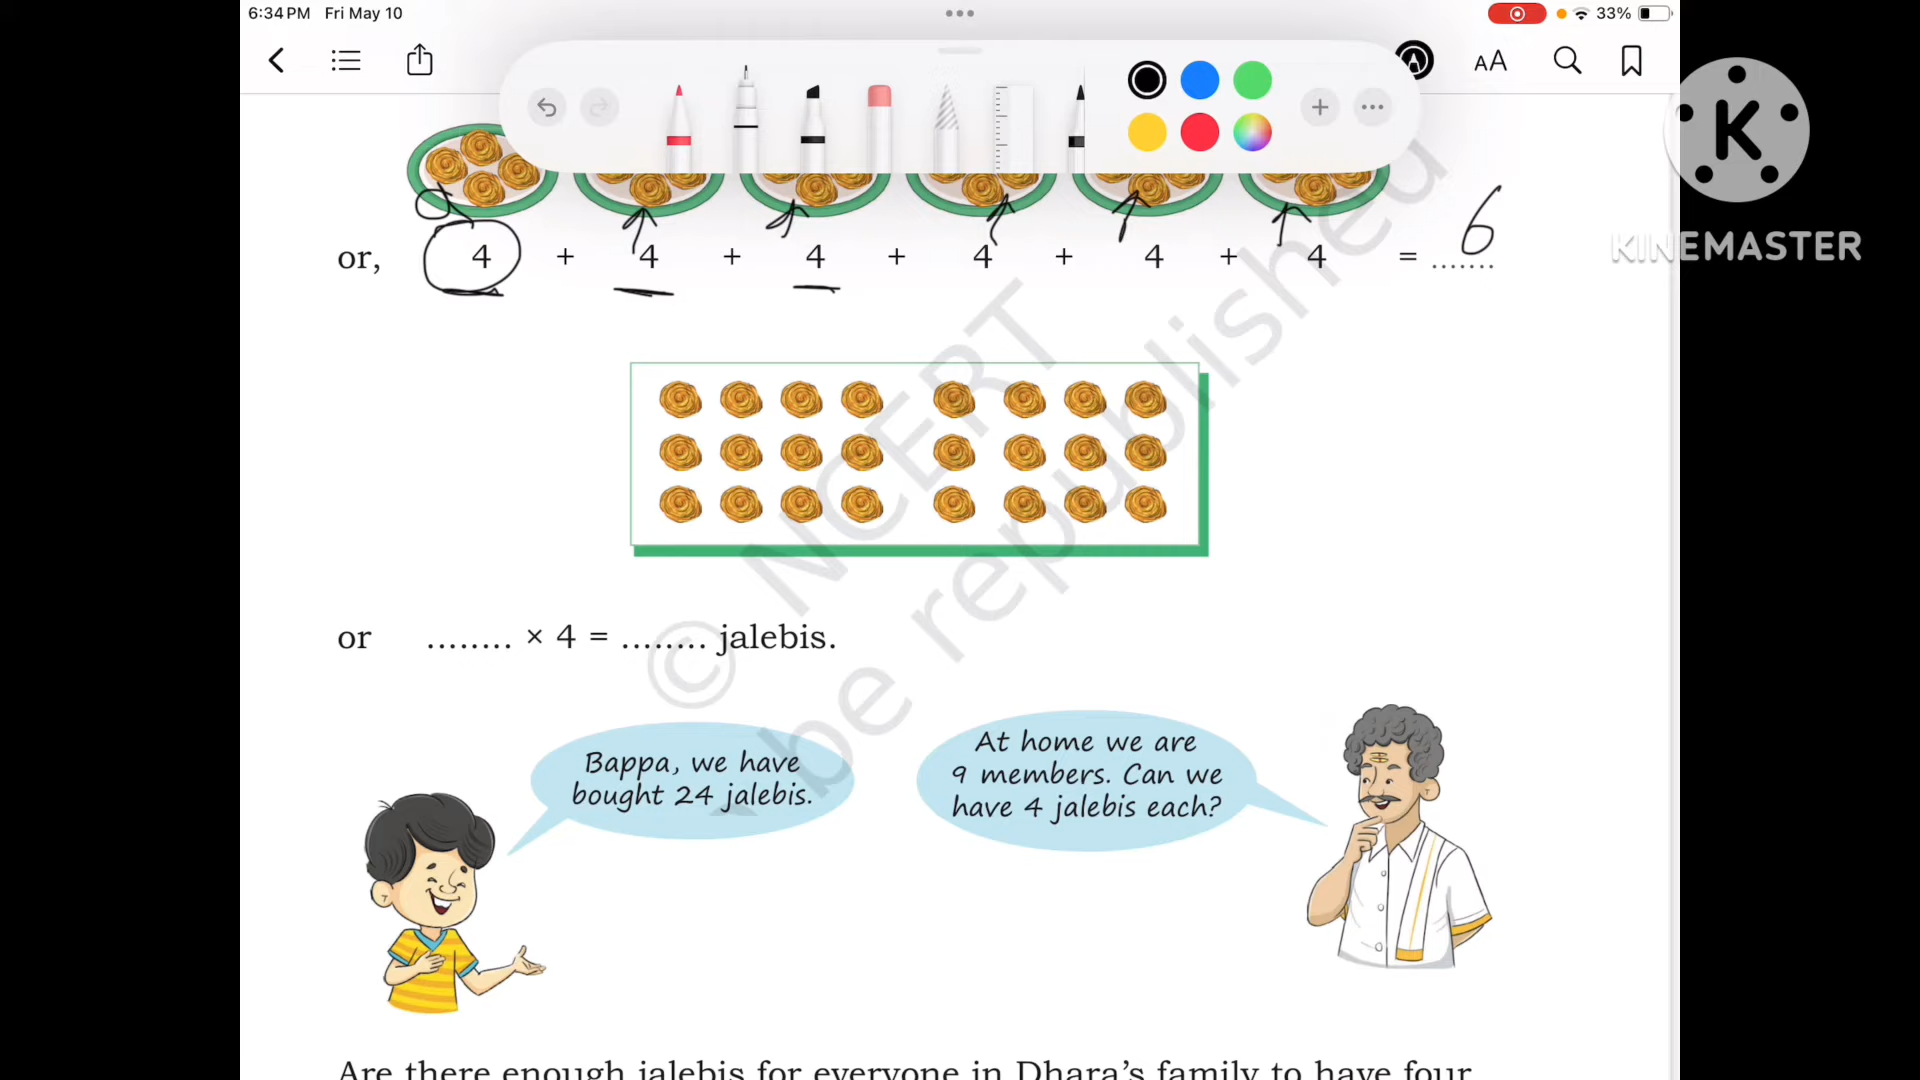 6:34 PM Fri May 10
33%
AA
K
KINEMASTER
or, 4 + 4 + 4 + 4 + 4 + 4 = ....... 6
© NCERT
be republished
or ........ × 4 = ........ jalebis.
Bappa, we have
bought 24 jalebis.
At home we are
9 members. Can we
have 4 jalebis each?
Are there enough jalebis for everyone in Dhara's family to have four